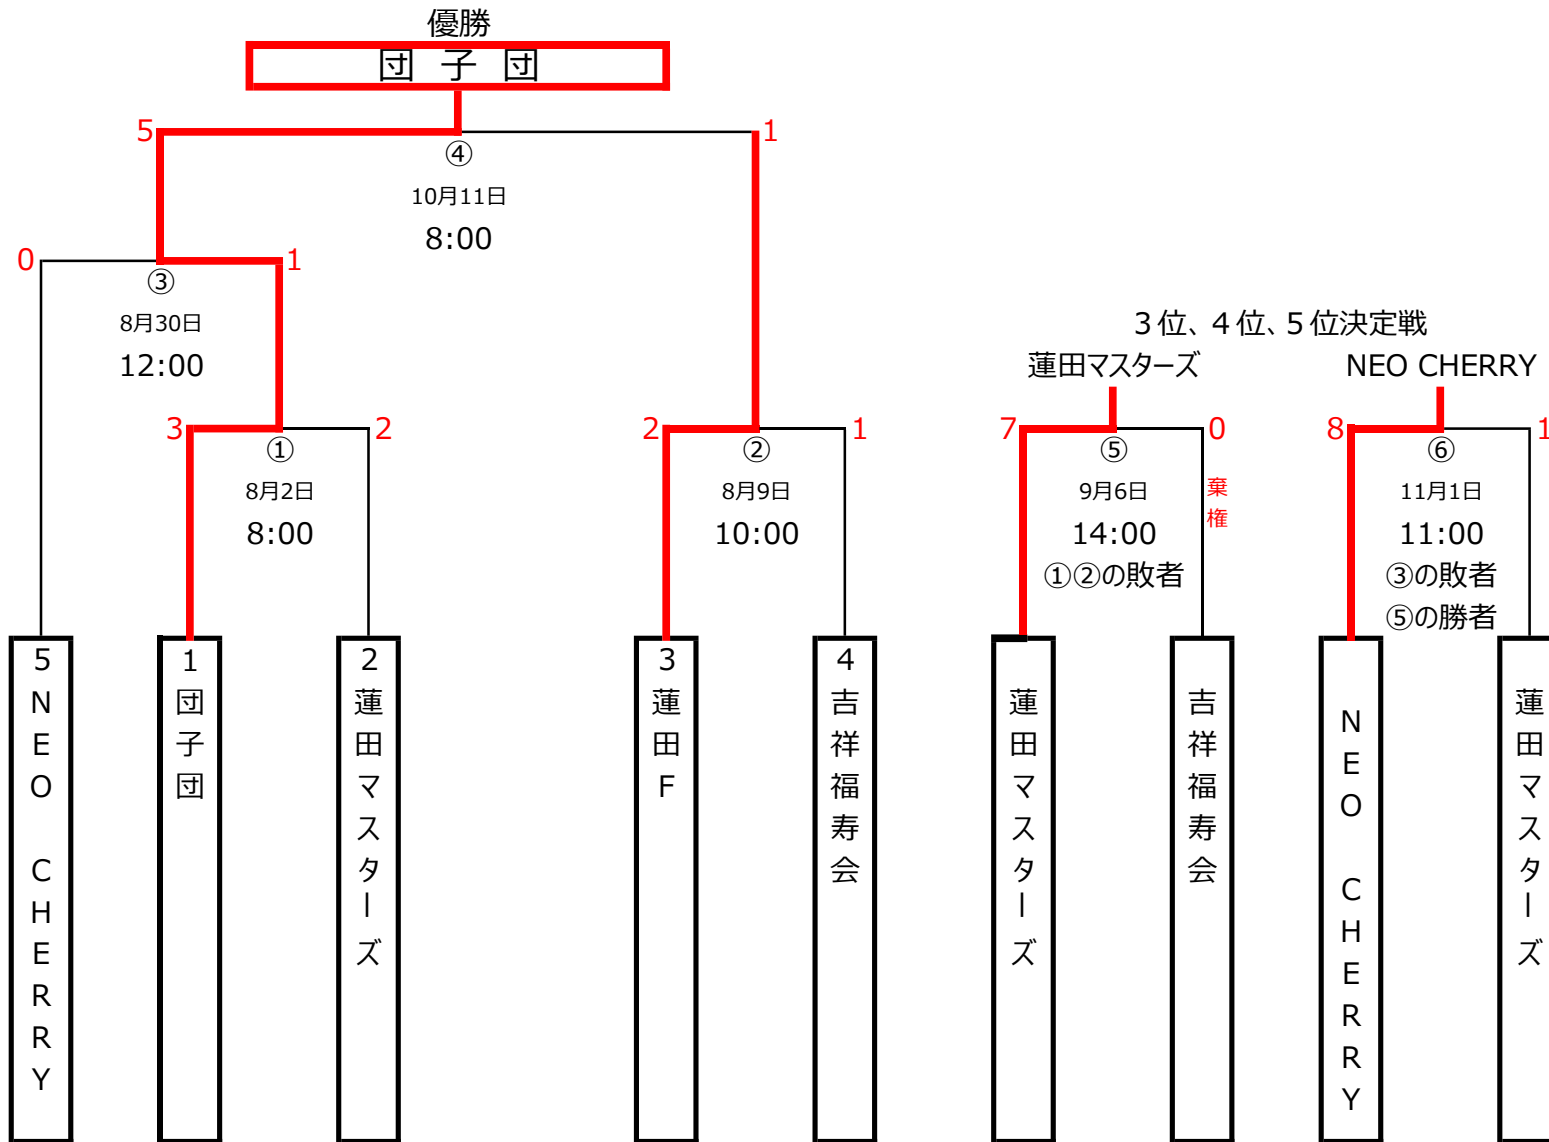 優勝
団 子 団
5
1
④
10月11日
8:00
0
1
③
8月30日
12:00
3位、4位、5位決定戦
蓮田マスターズ
NEO CHERRY
3
2
①
8月2日
8:00
2
1
②
8月9日
10:00
7
0
⑤
9月6日
14:00
①②の敗者
棄権
8
1
⑥
11月1日
11:00
③の敗者
⑤の勝者
5 NEO CHERRY
1 団子団
2 蓮田マスターズ
3 蓮田F
4 吉祥福寿会
蓮田マスターズ
吉祥福寿会
NEO CHERRY
蓮田マスターズ